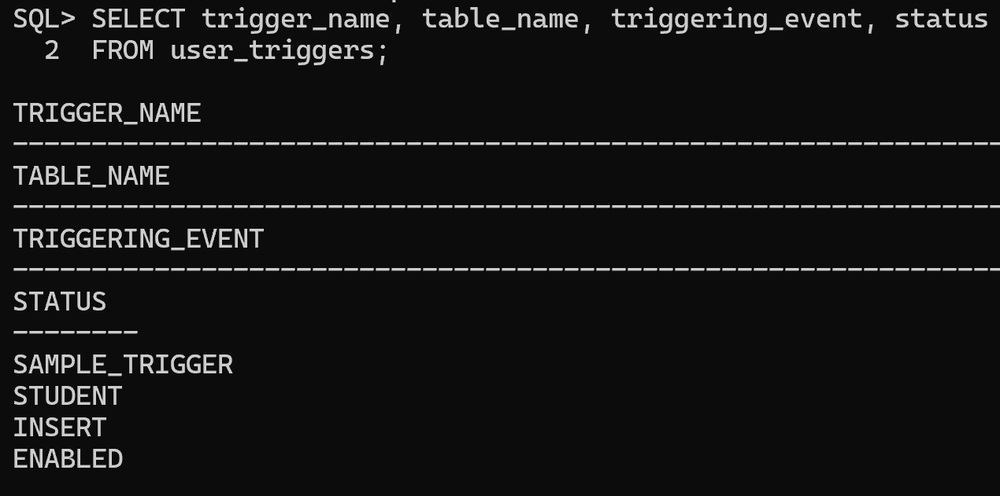 SQL> SELECT trigger_name, table_name, triggering_event, status
  2  FROM user_triggers;

TRIGGER_NAME
---------------------------------------------------------------
TABLE_NAME
---------------------------------------------------------------
TRIGGERING_EVENT
---------------------------------------------------------------
STATUS
--------
SAMPLE_TRIGGER
STUDENT
INSERT
ENABLED